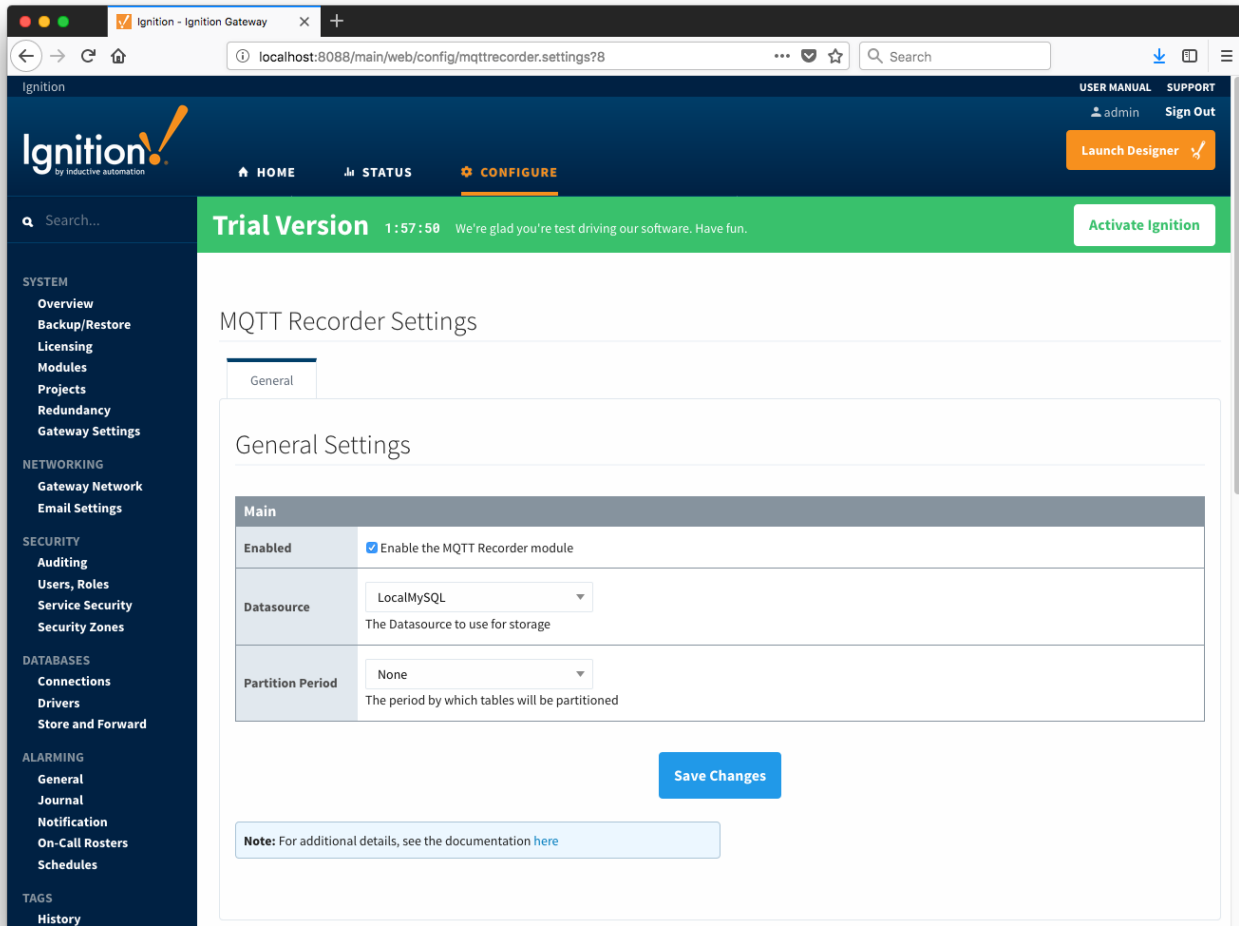 Ignition - Ignition Gateway
localhost:8088/main/web/config/mqttrecorder.settings?8
Search
Ignition
USER MANUAL SUPPORT
admin Sign Out
Ignition!
by inductive automation
Launch Designer
HOME STATUS CONFIGURE
Search...
Trial Version 1:57:50 We're glad you're test driving our software. Have fun.
Activate Ignition
SYSTEM
Overview
Backup/Restore
Licensing
Modules
Projects
Redundancy
Gateway Settings
NETWORKING
Gateway Network
Email Settings
SECURITY
Auditing
Users, Roles
Service Security
Security Zones
DATABASES
Connections
Drivers
Store and Forward
ALARMING
General
Journal
Notification
On-Call Rosters
Schedules
TAGS
History
MQTT Recorder Settings
General
General Settings
Main
Enabled Enable the MQTT Recorder module
Datasource LocalMySQL
The Datasource to use for storage
Partition Period None
The period by which tables will be partitioned
Save Changes
Note: For additional details, see the documentation here